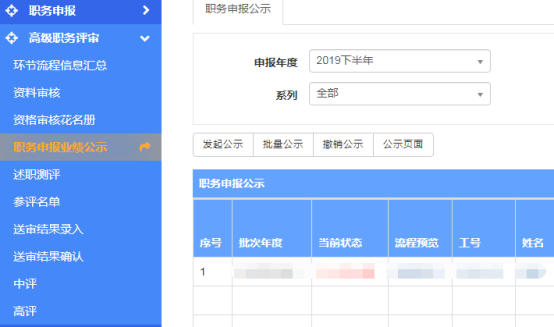 职务申报
高级职务评审
环节流程信息汇总
资料审核
资格审核花名册
职务申报业绩公示
述职测评
参评名单
送审结果录入
送审结果确认
中评
高评
职务申报公示
申报年度 2019下半年
系列 全部
发起公示 批量公示 撤销公示 公示页面
职务申报公示
序号 批次年度 当前状态 流程预览 工号 姓名
1